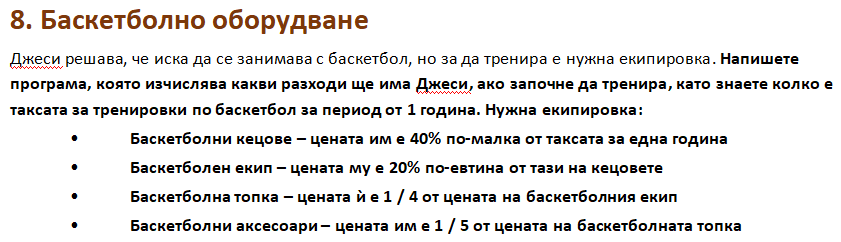 8. Баскетболно оборудване
Джеси решава, че иска да се занимава с баскетбол, но за да тренира е нужна екипировка. Напишете
програма, която изчислява какви разходи ще има Джеси, ако започне да тренира, като знаете колко е
таксата за тренировки по баскетбол за период от 1 година. Нужна екипировка:
• Баскетболни кецове – цената им е 40% по-малка от таксата за една година
• Баскетболен екип – цената му е 20% по-евтина от тази на кецовете
• Баскетболна топка – цената ѝ е 1 / 4 от цената на баскетболния екип
• Баскетболни аксесоари – цената им е 1 / 5 от цената на баскетболната топка